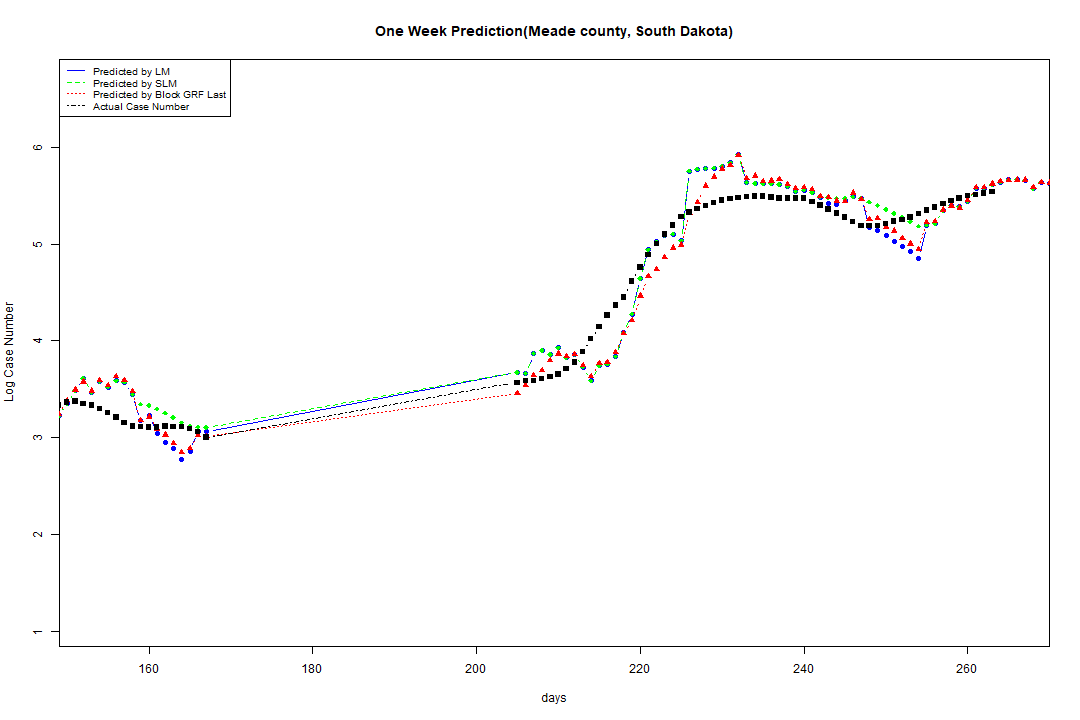 One Week Prediction(Meade county, South Dakota)
Predicted by LM
Predicted by SLM
Predicted by Block GRF Last
Actual Case Number
6
5
4
3
2
1
Log Case Number
160 180 200 220 240 260
days